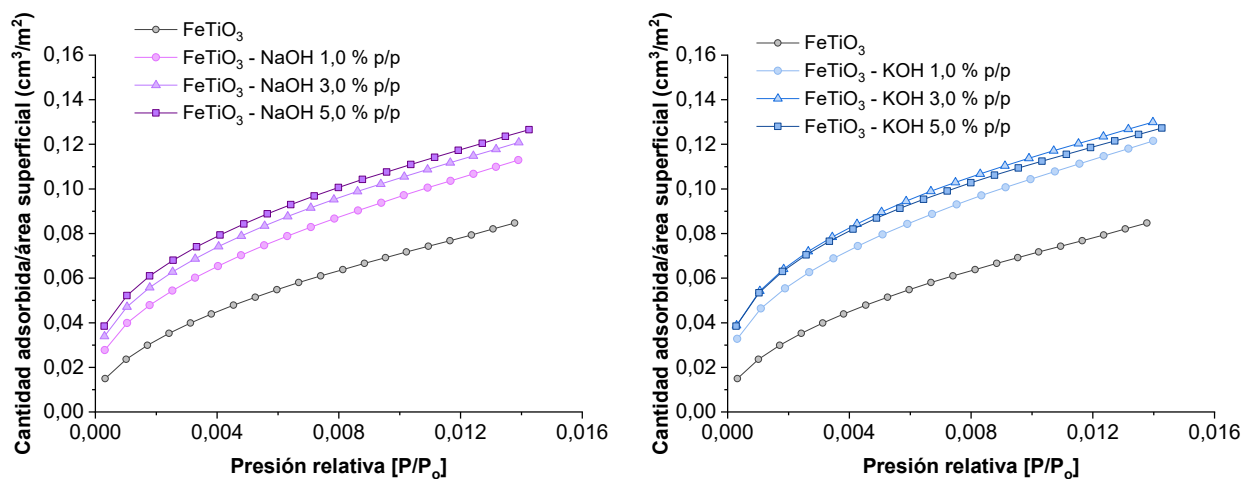 FeTiO₃
FeTiO₃ - NaOH 1,0 % p/p
FeTiO₃ - NaOH 3,0 % p/p
FeTiO₃ - NaOH 5,0 % p/p
Cantidad adsorbida/área superficial (cm³/m²)
0,16
0,14
0,12
0,10
0,08
0,06
0,04
0,02
0,00
0,000 0,004 0,008 0,012 0,016
Presión relativa [P/Pₒ]
FeTiO₃
FeTiO₃ - KOH 1,0 % p/p
FeTiO₃ - KOH 3,0 % p/p
FeTiO₃ - KOH 5,0 % p/p
Cantidad adsorbida/área superficial (cm³/m²)
0,16
0,14
0,12
0,10
0,08
0,06
0,04
0,02
0,00
0,000 0,004 0,008 0,012 0,016
Presión relativa [P/Pₒ]